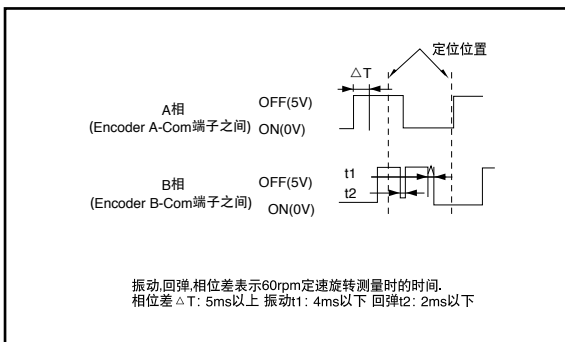 定位位置
△T
A相
(Encoder A-Com端子之间)
OFF(5V)
ON(0V)
B相
(Encoder B-Com端子之间)
OFF(5V)
ON(0V)
t1
t2
振动,回弹,相位差表示60rpm定速旋转测量时的时间.
相位差△T: 5ms以上 振动t1: 4ms以下 回弹t2: 2ms以下